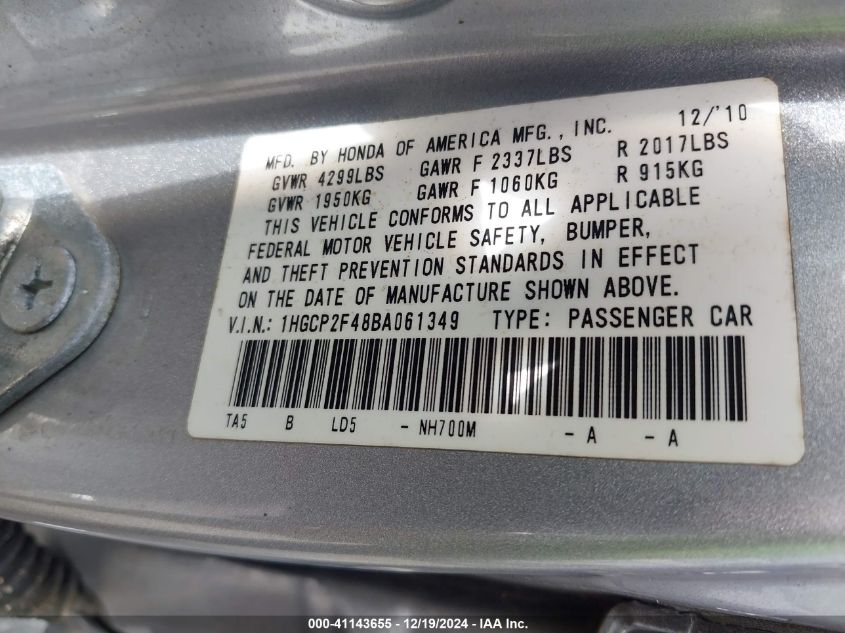 MFD. BY HONDA OF AMERICA MFG., INC. 12/'10
GVWR 4299LBS GAWR F 2337LBS R 2017LBS
GVWR 1950KG GAWR F 1060KG R 915KG
THIS VEHICLE CONFORMS TO ALL APPLICABLE
FEDERAL MOTOR VEHICLE SAFETY, BUMPER,
AND THEFT PREVENTION STANDARDS IN EFFECT
ON THE DATE OF MANUFACTURE SHOWN ABOVE.
V.I.N.: 1HGCP2F48BA061349 TYPE: PASSENGER CAR
TA5 B LD5 - NH700M - A - A
000-41143655 - 12/19/2024 - IAA Inc.